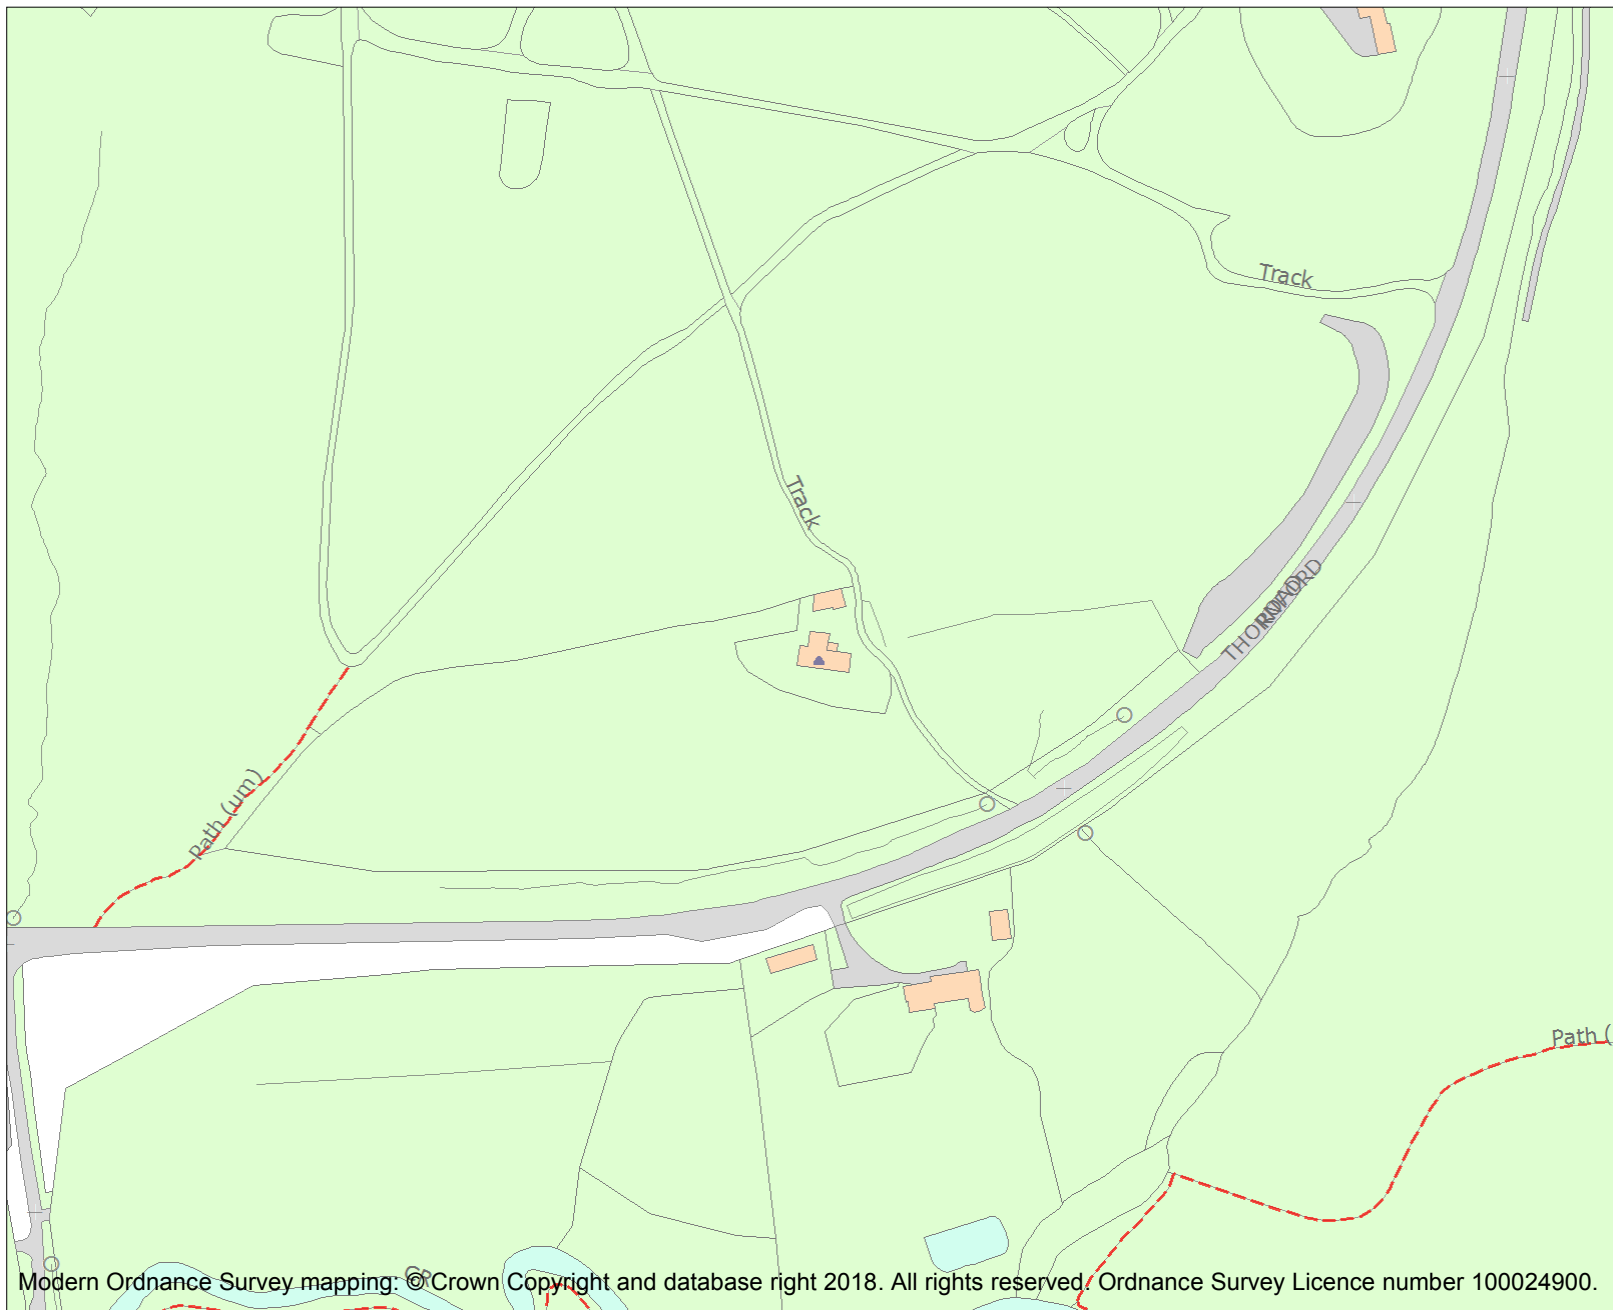 Track
Track
THORNFORD ROAD
Path (um)
Path (
CR
Modern Ordnance Survey mapping: © Crown Copyright and database right 2018. All rights reserved. Ordnance Survey Licence number 100024900.